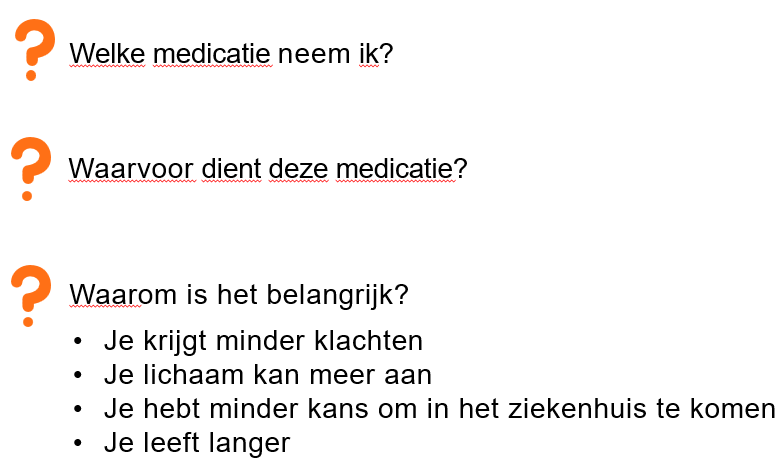 Welke medicatie neem ik?
Waarvoor dient deze medicatie?
Waarom is het belangrijk?
• Je krijgt minder klachten
• Je lichaam kan meer aan
• Je hebt minder kans om in het ziekenhuis te komen
• Je leeft langer